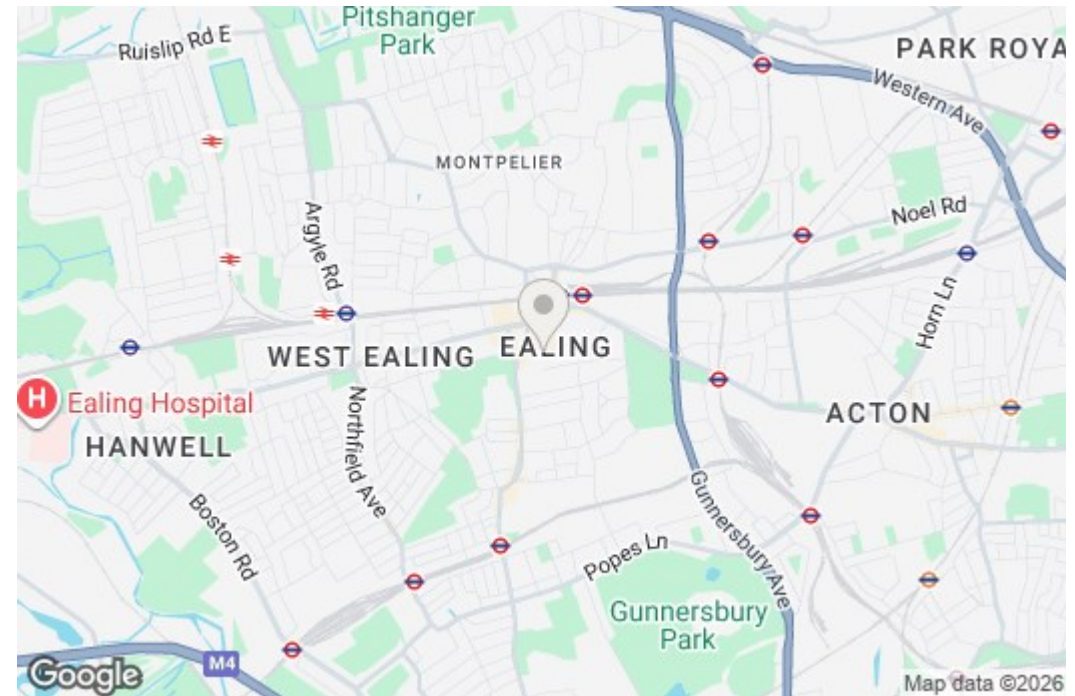 Pitshanger
Park
Ruislip Rd E
PARK ROYA
Western Ave
MONTPELIER
Argyle Rd
Noel Rd
Horn Ln
EALING
WEST EALING
H
Ealing Hospital
ACTON
HANWELL
Northfield Ave
Boston Rd
Gunnersbury Ave
Popes Ln
Gunnersbury
Park
M4
Google
Map data ©2026